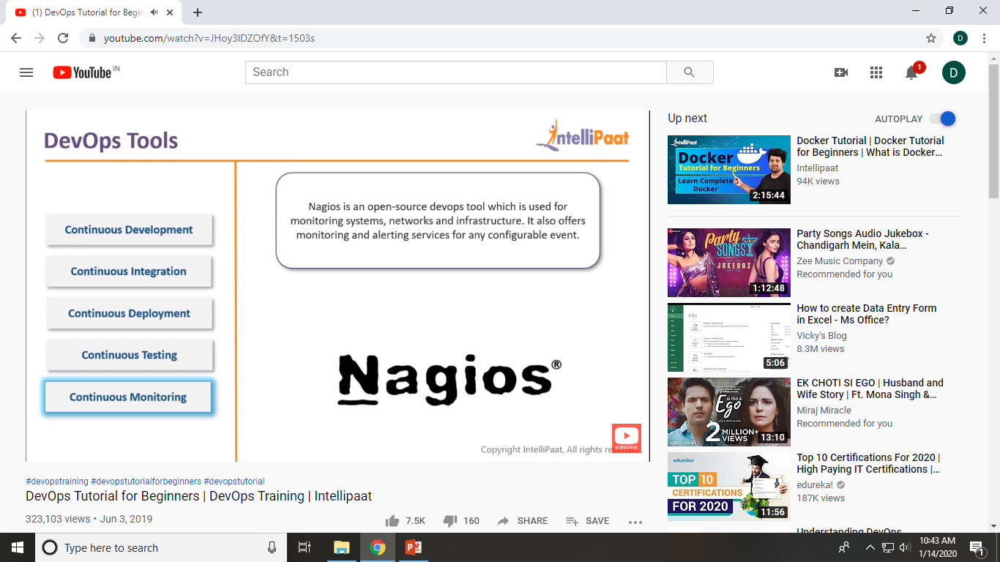 (1) DevOps Tutorial for Begin
youtube.com/watch?v=JHoy3IDZOfY&t=1503s
D
YouTube IN
Search
1
D
DevOps Tools
IntelliPaat
Nagios is an open-source devops tool which is used for
monitoring systems, networks and infrastructure. It also offers
monitoring and alerting services for any configurable event.
Continuous Development
Continuous Integration
Continuous Deployment
Continuous Testing
Continuous Monitoring
Nagios®
SUBSCRIBE
Copyright IntelliPaat, All rights
#devopstraining #devopstutorialforbeginners #devopstutorial
DevOps Tutorial for Beginners | DevOps Training | Intellipaat
323,103 views • Jun 3, 2019
7.5K
160
SHARE
SAVE
Up next
AUTOPLAY
IntelliPaat
Docker
Tutorial for Beginners
Learn Complete
Docker
2:15:44
Docker Tutorial | Docker Tutorial
for Beginners | What is Docker...
Intellipaat
94K views
Party
SONGS
JUKEBOX
1:12:48
Party Songs Audio Jukebox -
Chandigarh Mein, Kala...
Zee Music Company
Recommended for you
Info
5:06
How to create Data Entry Form
in Excel - Ms Office?
Vicky's Blog
8.3M views
Ek Choti Si
Ego
2 MILLION+
VIEWS
IQBAL KHAN
13:10
EK CHOTI SI EGO | Husband and
Wife Story | Ft. Mona Singh &...
Miraj Miracle
Recommended for you
edureka!
TOP 10
CERTIFICATIONS
FOR 2020
11:56
Top 10 Certifications For 2020 |
High Paying IT Certifications |...
edureka!
187K views
Understanding DevOps
Type here to search
10:43 AM
1/14/2020
1